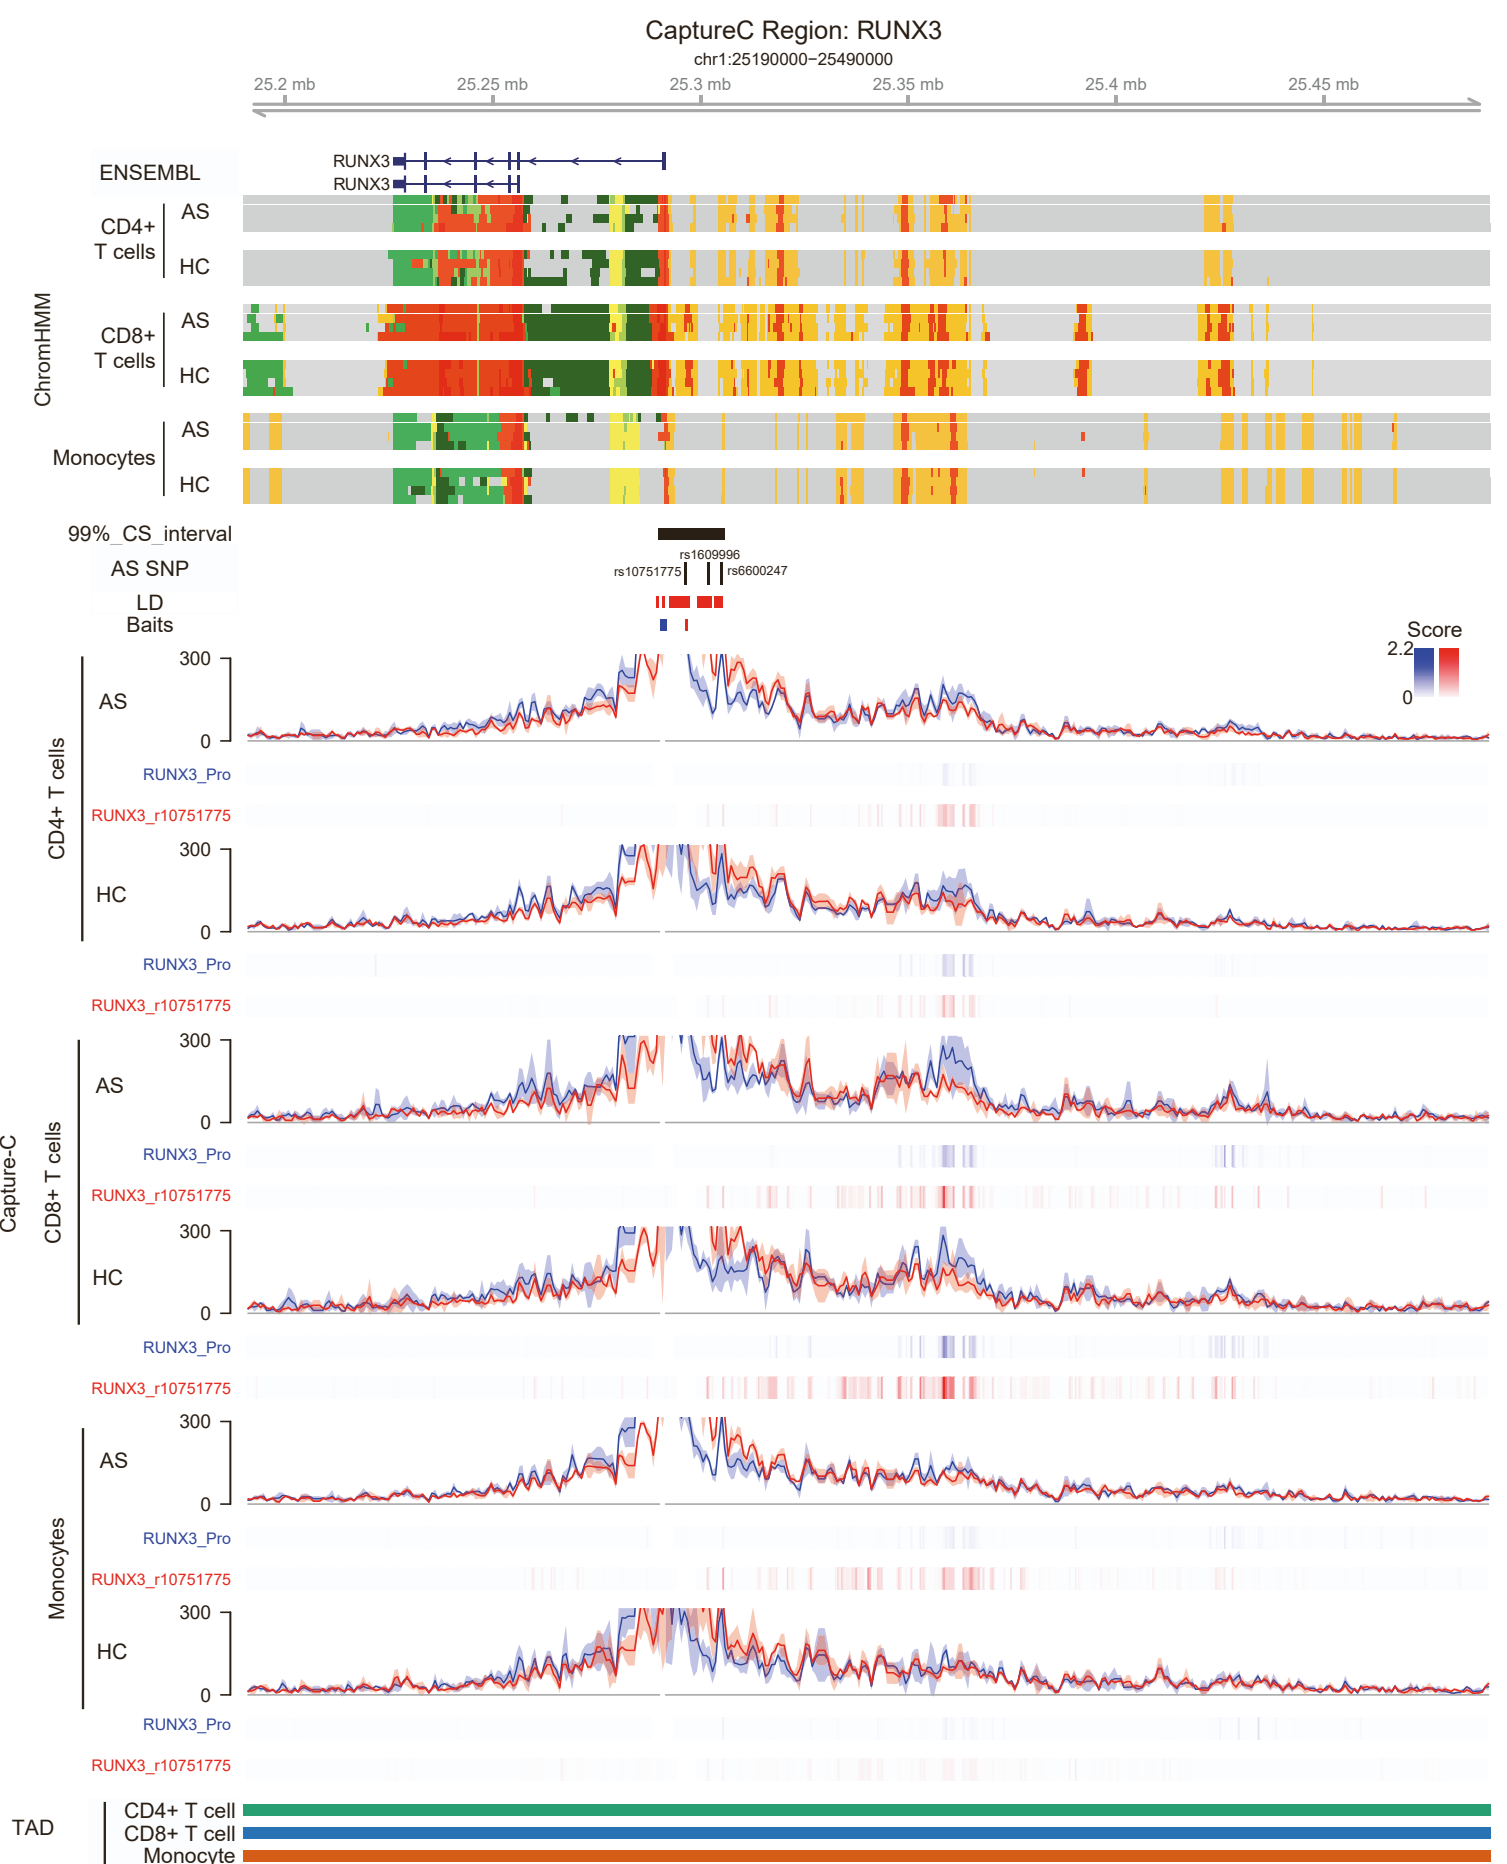 CaptureC Region: RUNX3
chr1:25190000−25490000
25.2 mb 25.25 mb 25.3 mb 25.35 mb 25.4 mb 25.45 mb
ENSEMBL
RUNX3
RUNX3
ChromHMM
CD4+
T cells
AS
HC
CD8+
T cells
AS
HC
Monocytes
AS
HC
99%_CS_interval
AS SNP
rs1609996
rs10751775
rs6600247
LD
Baits
Score
2.2
0
Capture-C
CD4+ T cells
AS
300
0
RUNX3_Pro
RUNX3_r10751775
HC
300
0
RUNX3_Pro
RUNX3_r10751775
CD8+ T cells
AS
300
0
RUNX3_Pro
RUNX3_r10751775
HC
300
0
RUNX3_Pro
RUNX3_r10751775
Monocytes
AS
300
0
RUNX3_Pro
RUNX3_r10751775
HC
300
0
RUNX3_Pro
RUNX3_r10751775
TAD
CD4+ T cell
CD8+ T cell
Monocyte